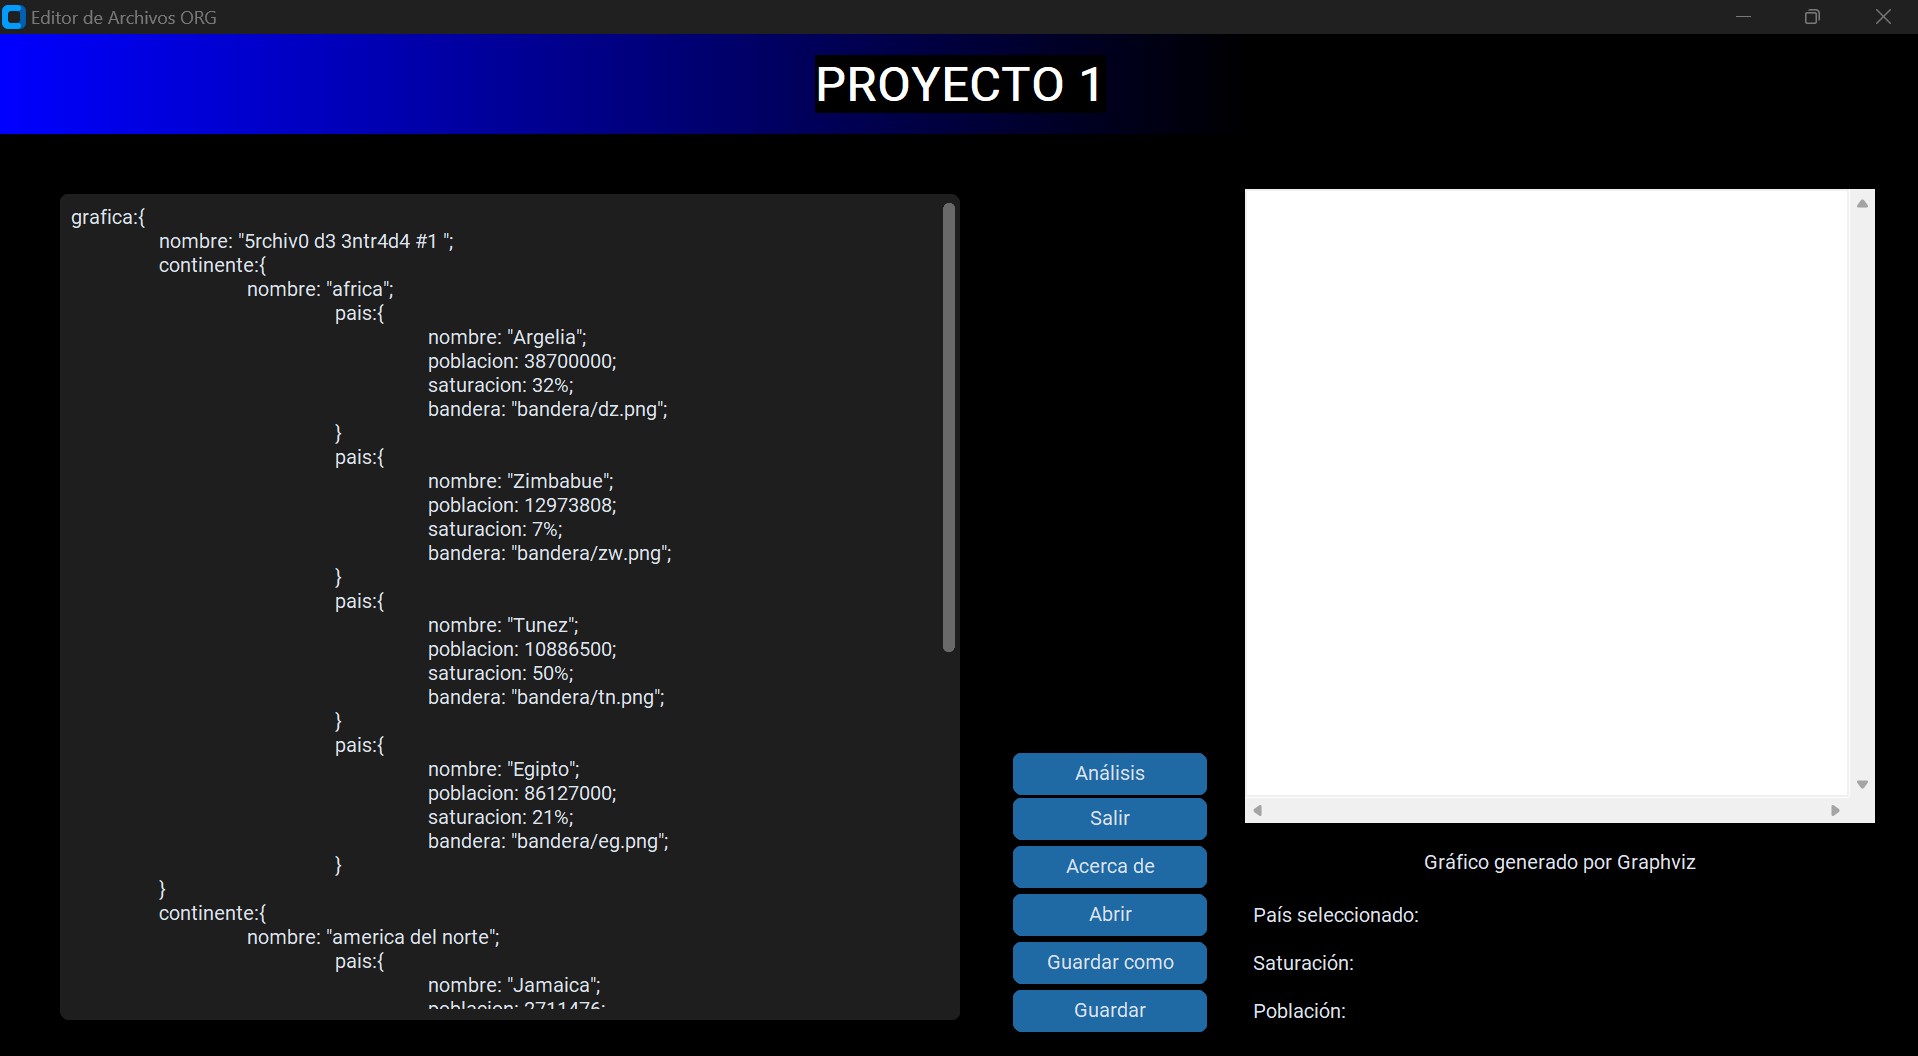 Editor de Archivos ORG
PROYECTO 1
grafica:{
nombre: "5rchiv0 d3 3ntr4d4 #1 ";
continente:{
nombre: "africa";
pais:{
nombre: "Argelia";
poblacion: 38700000;
saturacion: 32%;
bandera: "bandera/dz.png";
}
pais:{
nombre: "Zimbabue";
poblacion: 12973808;
saturacion: 7%;
bandera: "bandera/zw.png";
}
pais:{
nombre: "Tunez";
poblacion: 10886500;
saturacion: 50%;
bandera: "bandera/tn.png";
}
pais:{
nombre: "Egipto";
poblacion: 86127000;
saturacion: 21%;
bandera: "bandera/eg.png";
}
}
continente:{
nombre: "america del norte";
pais:{
nombre: "Jamaica";
poblacion: 2711476;
Análisis
Salir
Acerca de
Abrir
Guardar como
Guardar
Gráfico generado por Graphviz
País seleccionado:
Saturación:
Población: